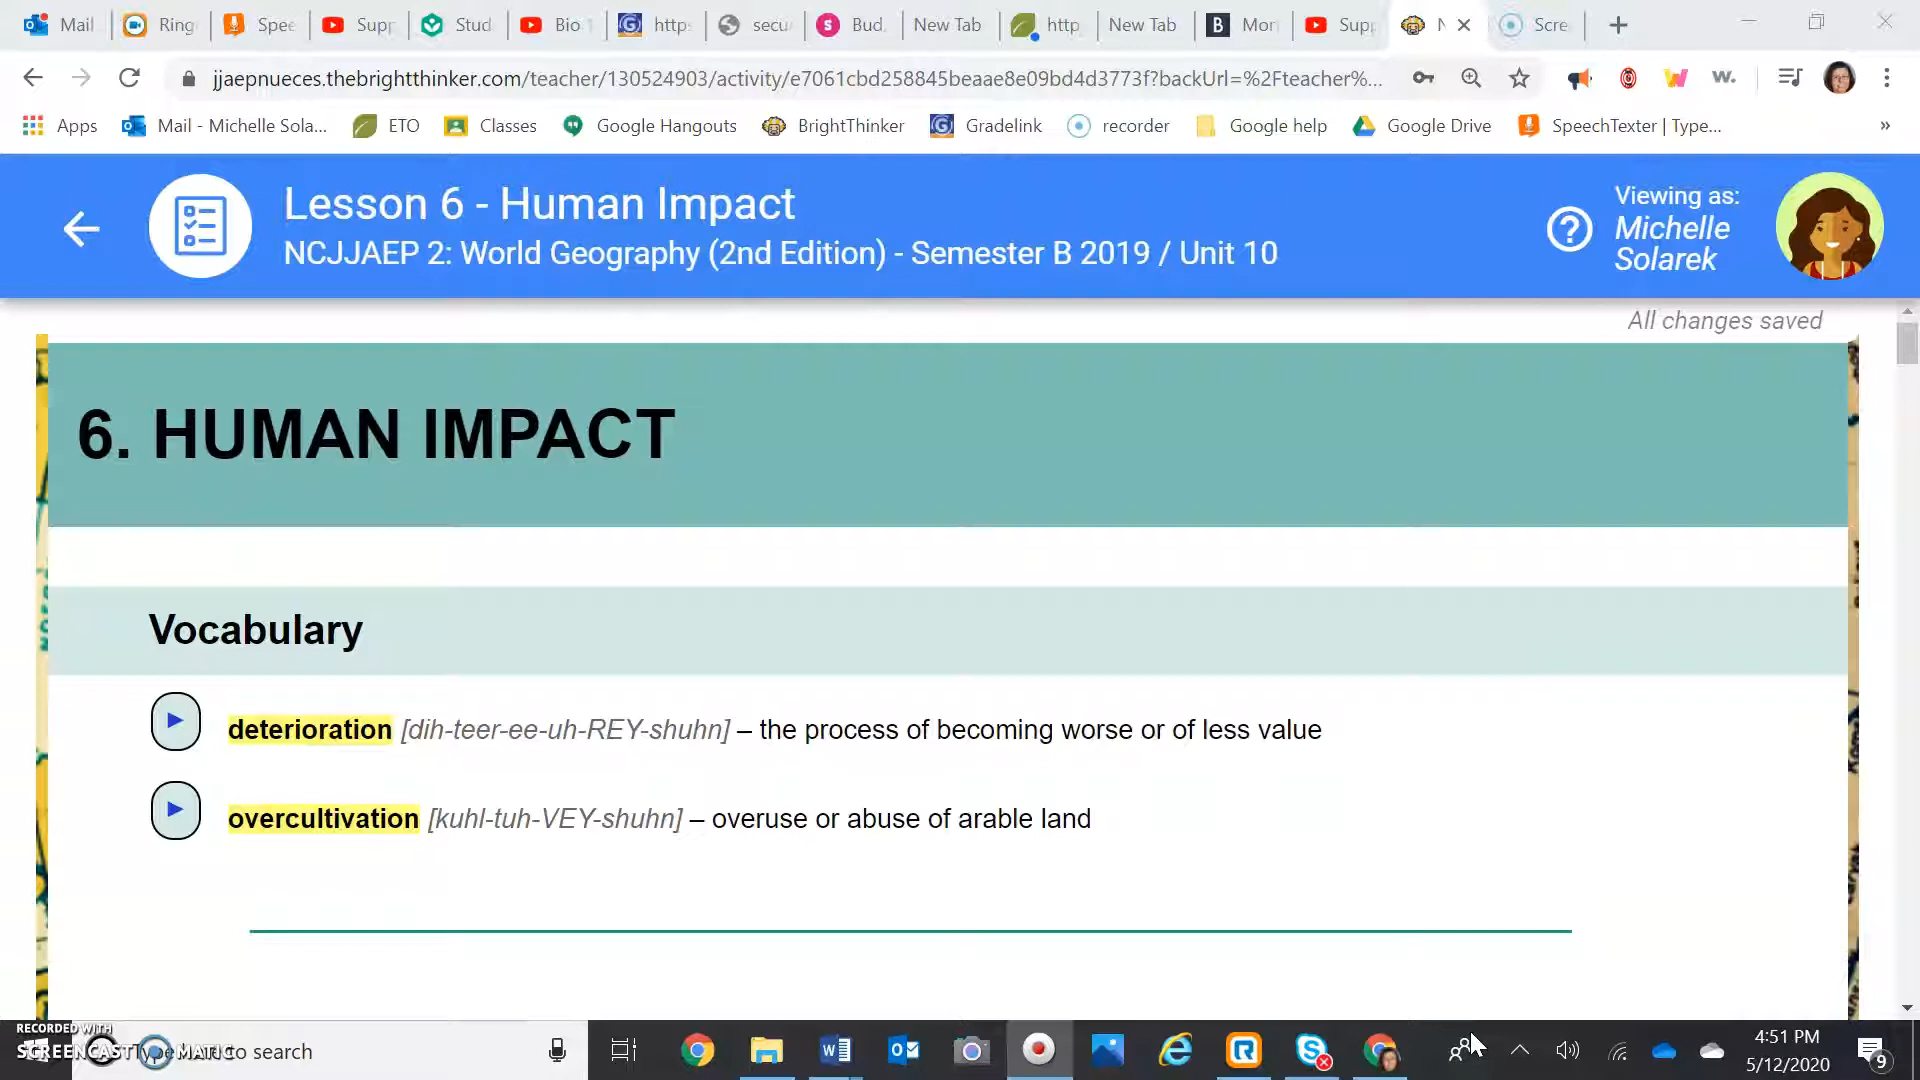 Mail Ring Spee Supp Stud Bio http secu Bud New Tab http New Tab Mor Supp N Scre
jjaepnueces.thebrightthinker.com/teacher/130524903/activity/e7061cbd258845beaae8e09bd4d3773f?backUrl=%2Fteacher%...
Apps Mail - Michelle Sola... ETO Classes Google Hangouts BrightThinker Gradelink recorder Google help Google Drive SpeechTexter | Type... »
Lesson 6 - Human Impact
NCJJAEP 2: World Geography (2nd Edition) - Semester B 2019 / Unit 10
Viewing as:
Michelle
Solarek
All changes saved
6. HUMAN IMPACT
Vocabulary
deterioration [dih-teer-ee-uh-REY-shuhn] – the process of becoming worse or of less value
overcultivation [kuhl-tuh-VEY-shuhn] – overuse or abuse of arable land
RECORDED WITH
SCREENCAST MATIC
to search
4:51 PM
5/12/2020
9